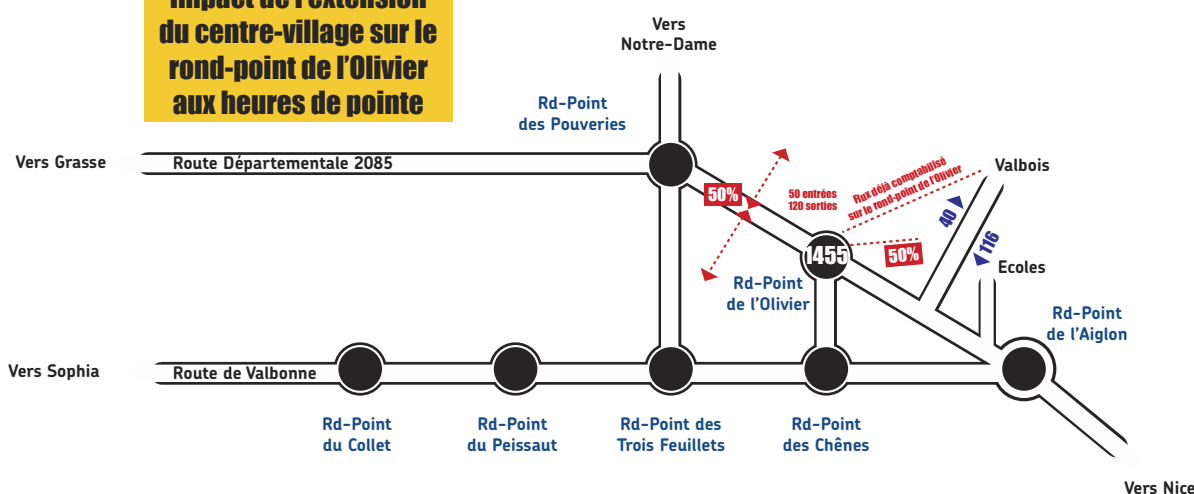 Impact de l'extension
du centre-village sur le
rond-point de l'Olivier
aux heures de pointe
Vers
Notre-Dame
Rd-Point
des Pouveries
Vers Grasse
Route Départementale 2085
50%
50 entrées
120 sorties
Flux déjà comptabilisé
sur le rond-point de l'Olivier
Valbois
40
116
1455
50%
Ecoles
Rd-Point
de l'Olivier
Rd-Point
de l'Aiglon
Vers Sophia
Route de Valbonne
Rd-Point
du Collet
Rd-Point
du Peissaut
Rd-Point des
Trois Feuillets
Rd-Point
des Chênes
Vers Nice